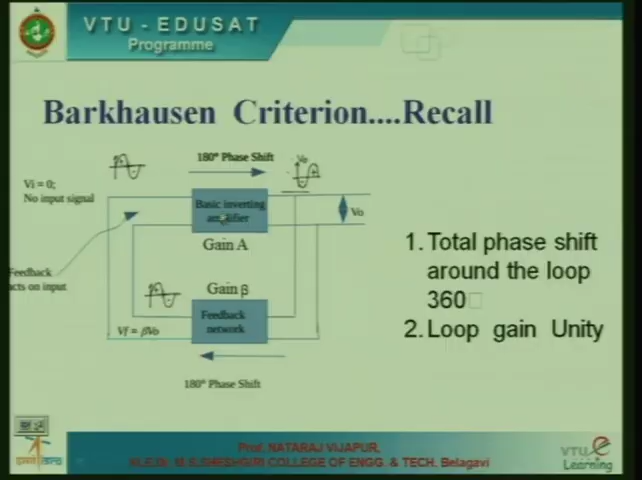 VTU - EDUSAT
Programme
Barkhausen Criterion....Recall
180° Phase Shift
Vo
Vi = 0;
No input signal
Basic inverting
amplifier
Vo
Gain A
Feedback
acts on input
Gain β
Feedback
network
Vf = βVo
180° Phase Shift
1. Total phase shift
around the loop
360
2. Loop gain Unity
Prof. NATARAJ VIJAPUR,
COLLEGE OF ENGG. & TECH, Belagavi
VTU e
Learning